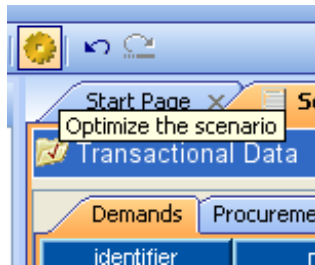 Start Page
Optimize the scenario
Transactional Data
Demands
identifier